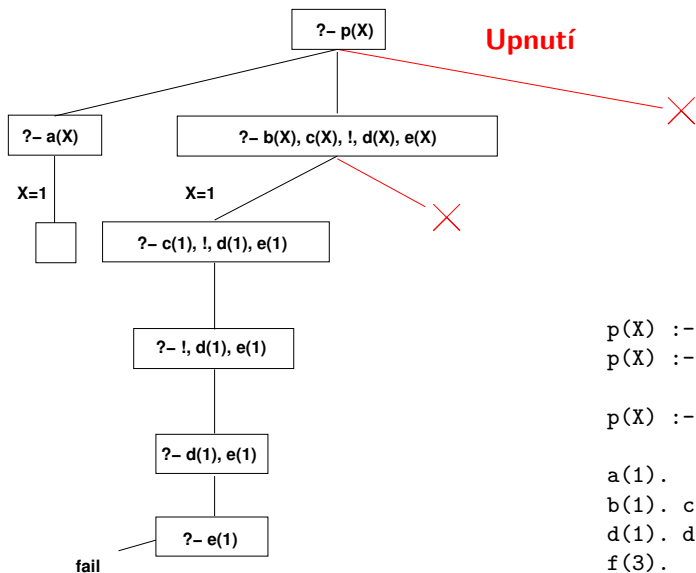 ?– p(X)
Upnutí
?– a(X)
?– b(X), c(X), !, d(X), e(X)
X=1
X=1
?– c(1), !, d(1), e(1)
?– !, d(1), e(1)
?– d(1), e(1)
?– e(1)
fail
p(X) :-
p(X) :-
p(X) :-
a(1).
b(1). c
d(1). d
f(3).